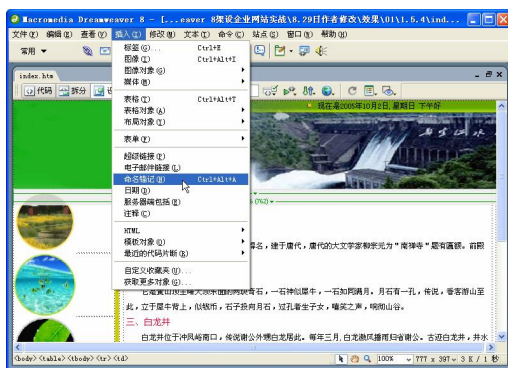 Macromedia Dreamweaver 8 - [...eaver 8架设企业网站实战\8.29日作者修改\效果\01\1.5.4\ind...
文件(F) 编辑(E) 查看(V) 插入(I) 修改(M) 文本(T) 命令(C) 站点(S) 窗口(W) 帮助(H)
常用
标签(G)... Ctrl+E
图像(I) Ctrl+Alt+I
图像对象(G)
媒体(M)
表格(T) Ctrl+Alt+T
表格对象(A)
布局对象(Y)
表单(F)
超级链接(P)
电子邮件链接(L)
命名锚记(N) Ctrl+Alt+A
日期(D)
服务器端包括(E)
注释(C)
HTML
模板对象(O)
最近的代码片断(R)
自定义收藏夹(U)...
获取更多对象(G)...
index.htm
代码 拆分
现在是2005年10月2日,星期日 下午好
(762)
得名,建于唐代,唐代的大文学家柳宗元为"南禅寺"题有匾额。前殿
青石,一石神似犀牛,一石如同满月。月石有一孔,传说,香客游山至
此,立于犀牛背上,似银币,石子投向月石,过孔者生子女,嘻笑之声,响彻山谷。
三、白龙井
白龙井位于冲凤峪南口,传说谢公外甥白龙居此。每年三月,白龙激风播雨归省谢公。古迹白龙井,井水
<body> <table> <tbody> <tr> <td>
100% 777 x 397 3 K / 1 秒